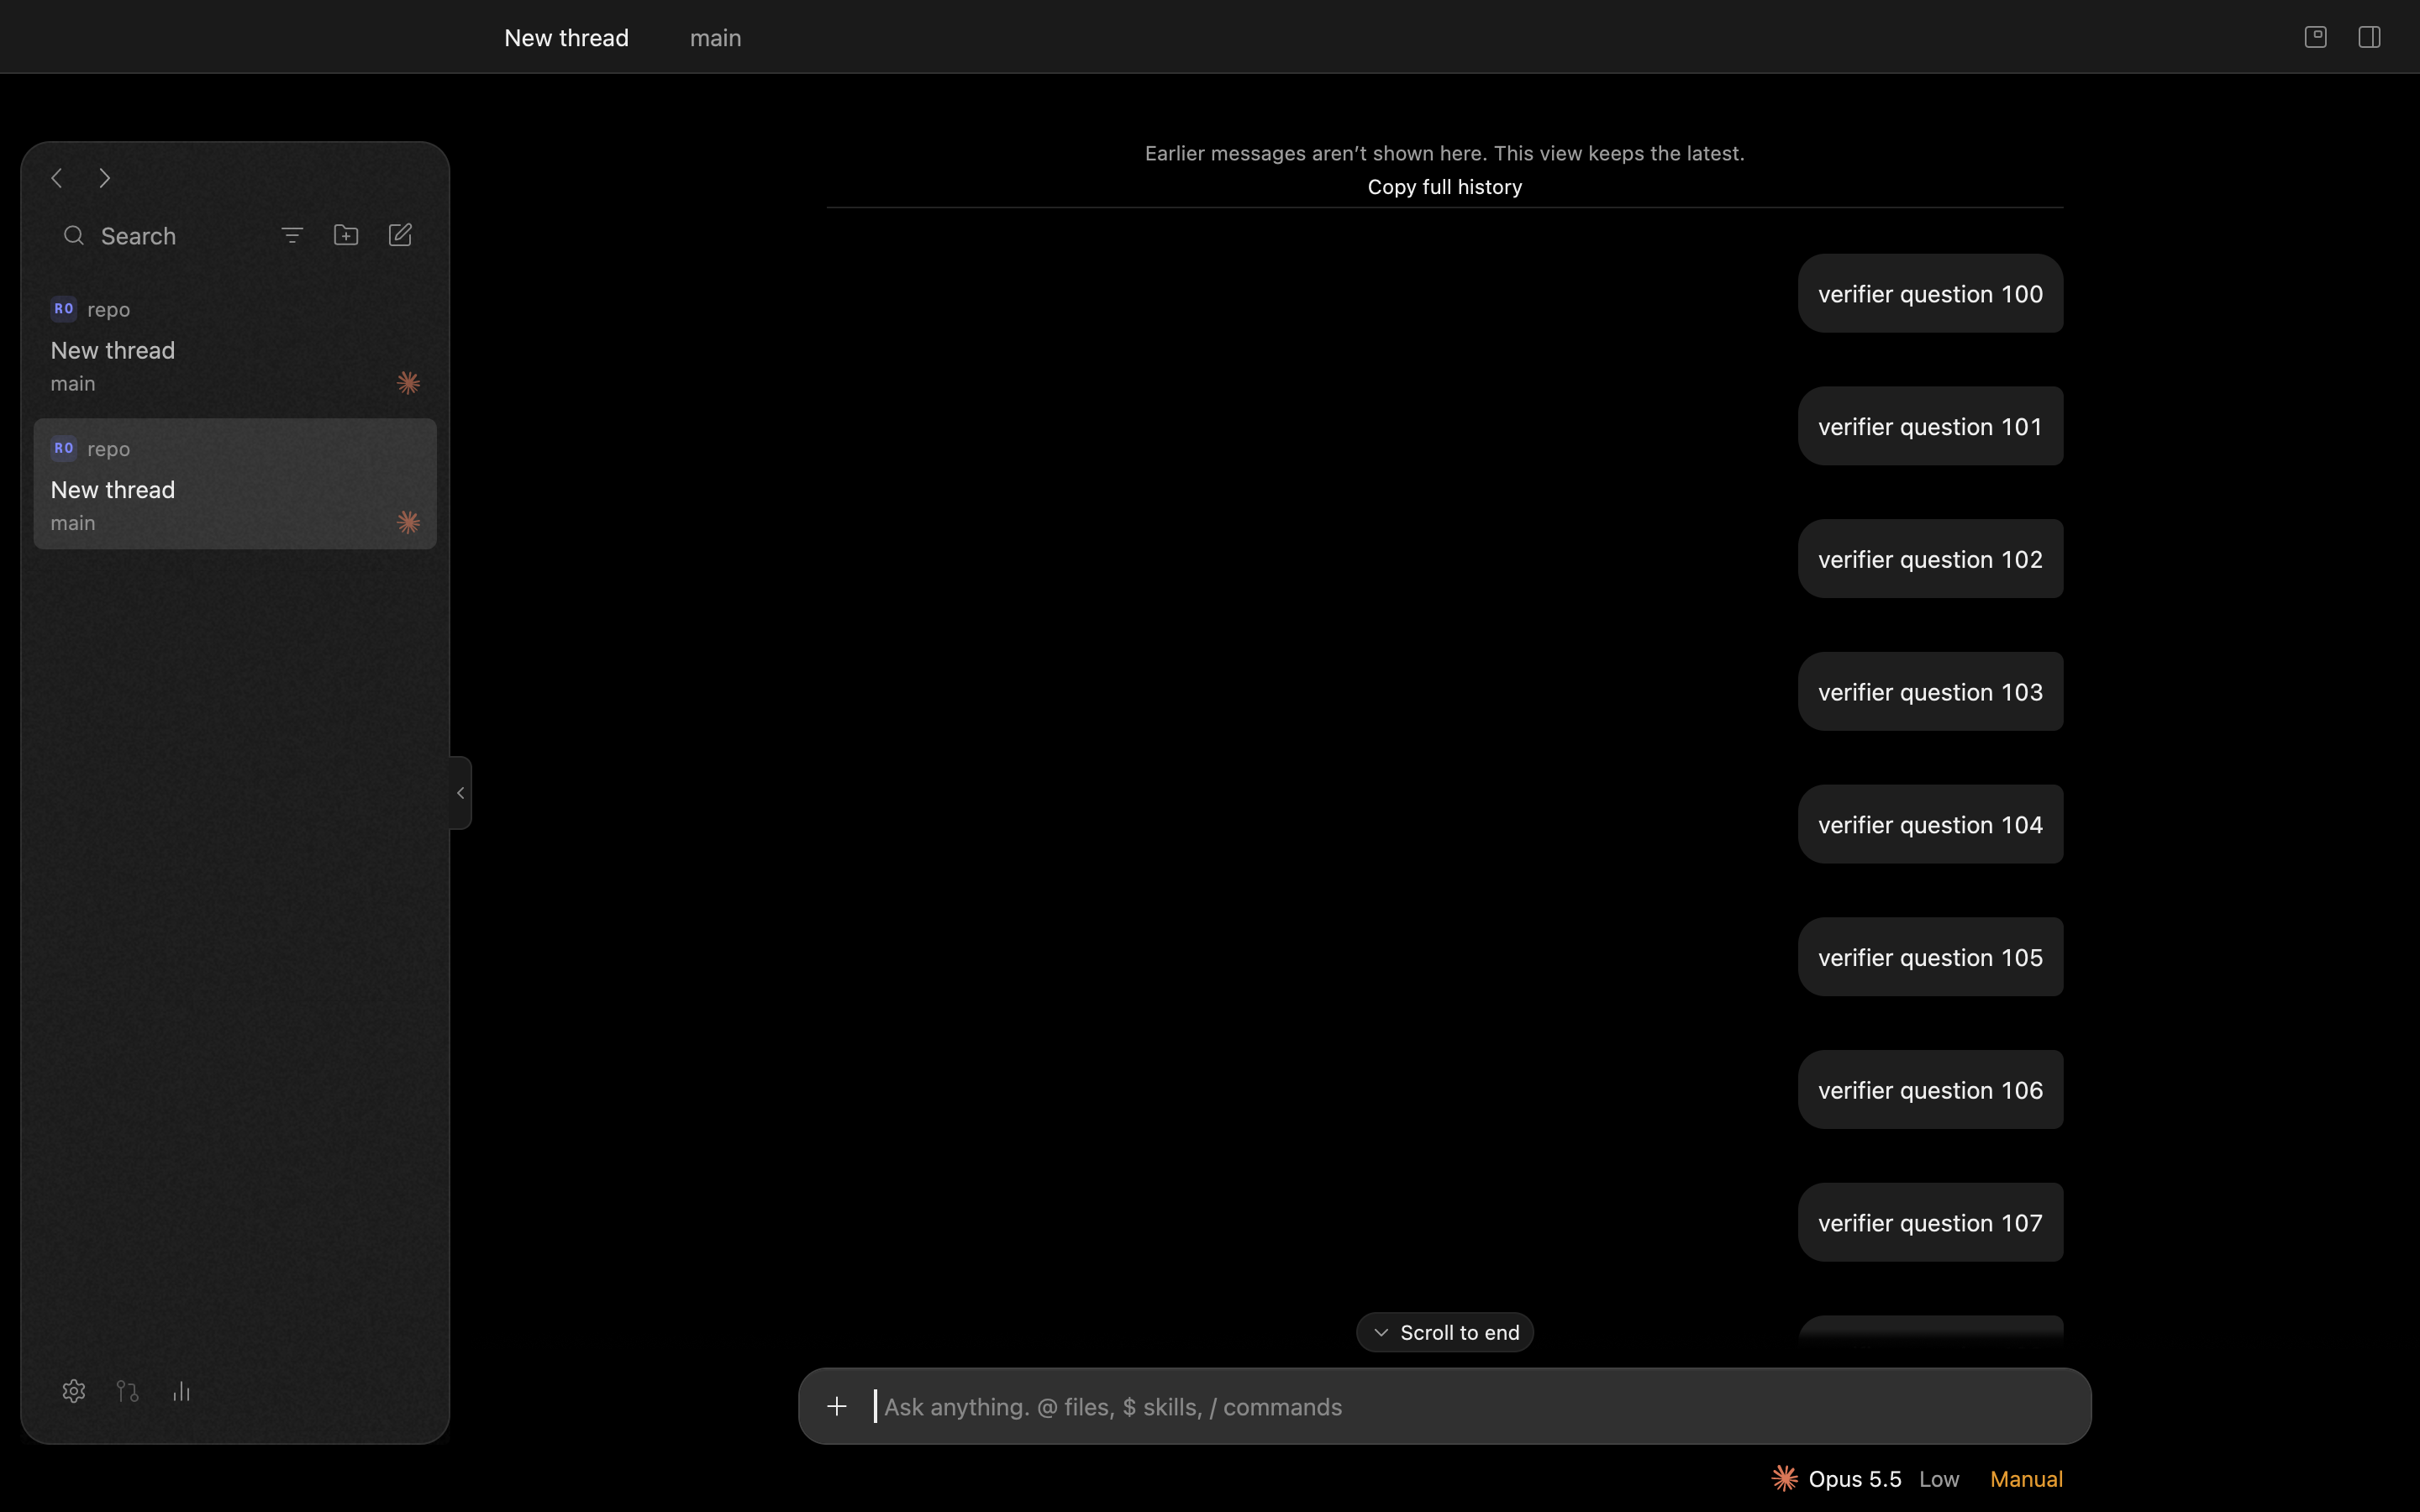 New thread main
Search
RO repo
New thread
main
RO repo
New thread
main
Earlier messages aren’t shown here. This view keeps the latest.
Copy full history
verifier question 100
verifier question 101
verifier question 102
verifier question 103
verifier question 104
verifier question 105
verifier question 106
verifier question 107
Scroll to end
Ask anything. @ files, $ skills, / commands
Opus 5.5 Low Manual